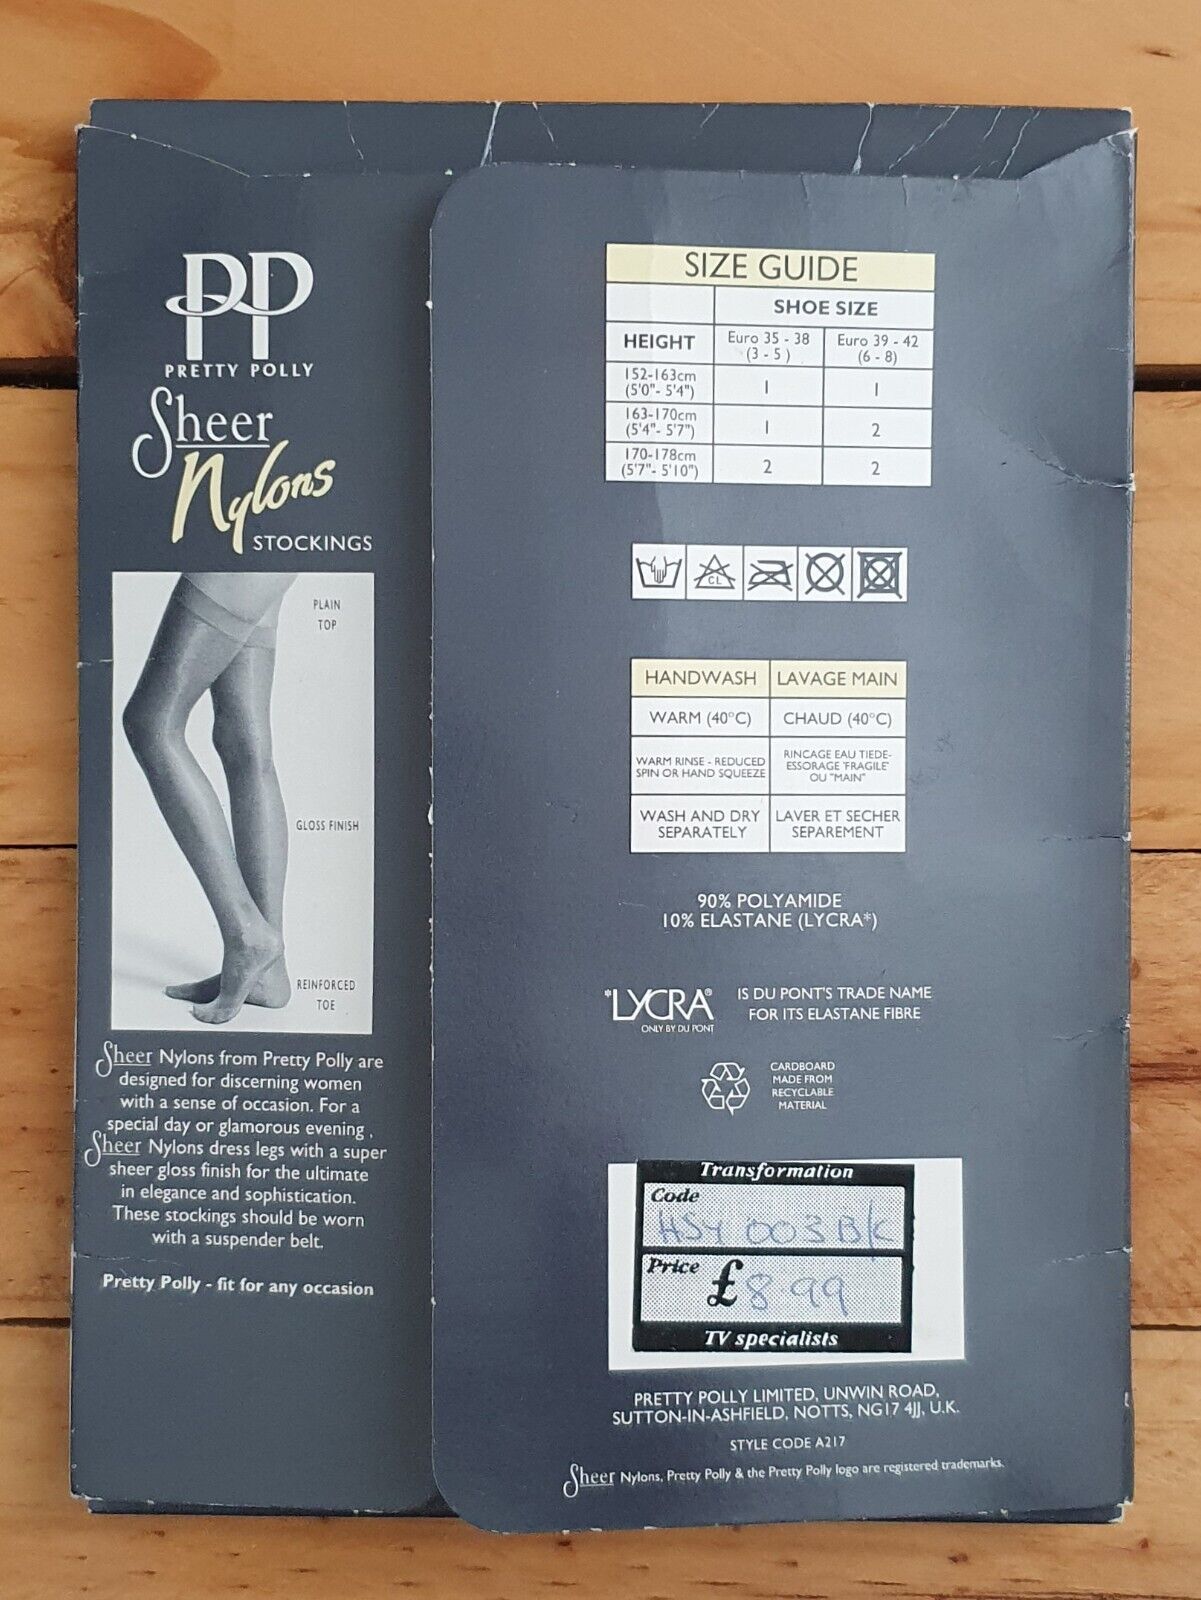 PP
PRETTY POLLY
Sheer
Nylons
STOCKINGS
PLAIN
TOP
GLOSS FINISH
REINFORCED
TOE
Sheer Nylons from Pretty Polly are
designed for discerning women
with a sense of occasion. For a
special day or glamorous evening,
Sheer Nylons dress legs with a super
sheer gloss finish for the ultimate
in elegance and sophistication.
These stockings should be worn
with a suspender belt.
Pretty Polly - fit for any occasion
SIZE GUIDE
SHOE SIZE
HEIGHT
Euro 35 - 38
(3 - 5)
Euro 39 - 42
(6 - 8)
152-163cm
(5'0"- 5'4")
1
1
163-170cm
(5'4"- 5'7")
1
2
170-178cm
(5'7"- 5'10")
2
2
CL
HANDWASH
LAVAGE MAIN
WARM (40°C)
CHAUD (40°C)
WARM RINSE - REDUCED
SPIN OR HAND SQUEEZE
RINCAGE EAU TIEDE-
ESSORAGE 'FRAGILE'
OU "MAIN"
WASH AND DRY
SEPARATELY
LAVER ET SECHER
SEPAREMENT
90% POLYAMIDE
10% ELASTANE (LYCRA*)
*LYCRA®
ONLY BY DU PONT
IS DU PONT'S TRADE NAME
FOR ITS ELASTANE FIBRE
CARDBOARD
MADE FROM
RECYCLABLE
MATERIAL
Transformation
Code
HSY 003 B/C
Price £8.99
TV specialists
PRETTY POLLY LIMITED, UNWIN ROAD,
SUTTON-IN-ASHFIELD, NOTTS, NG17 4JJ, U.K.
STYLE CODE A217
Sheer Nylons, Pretty Polly & the Pretty Polly logo are registered trademarks.